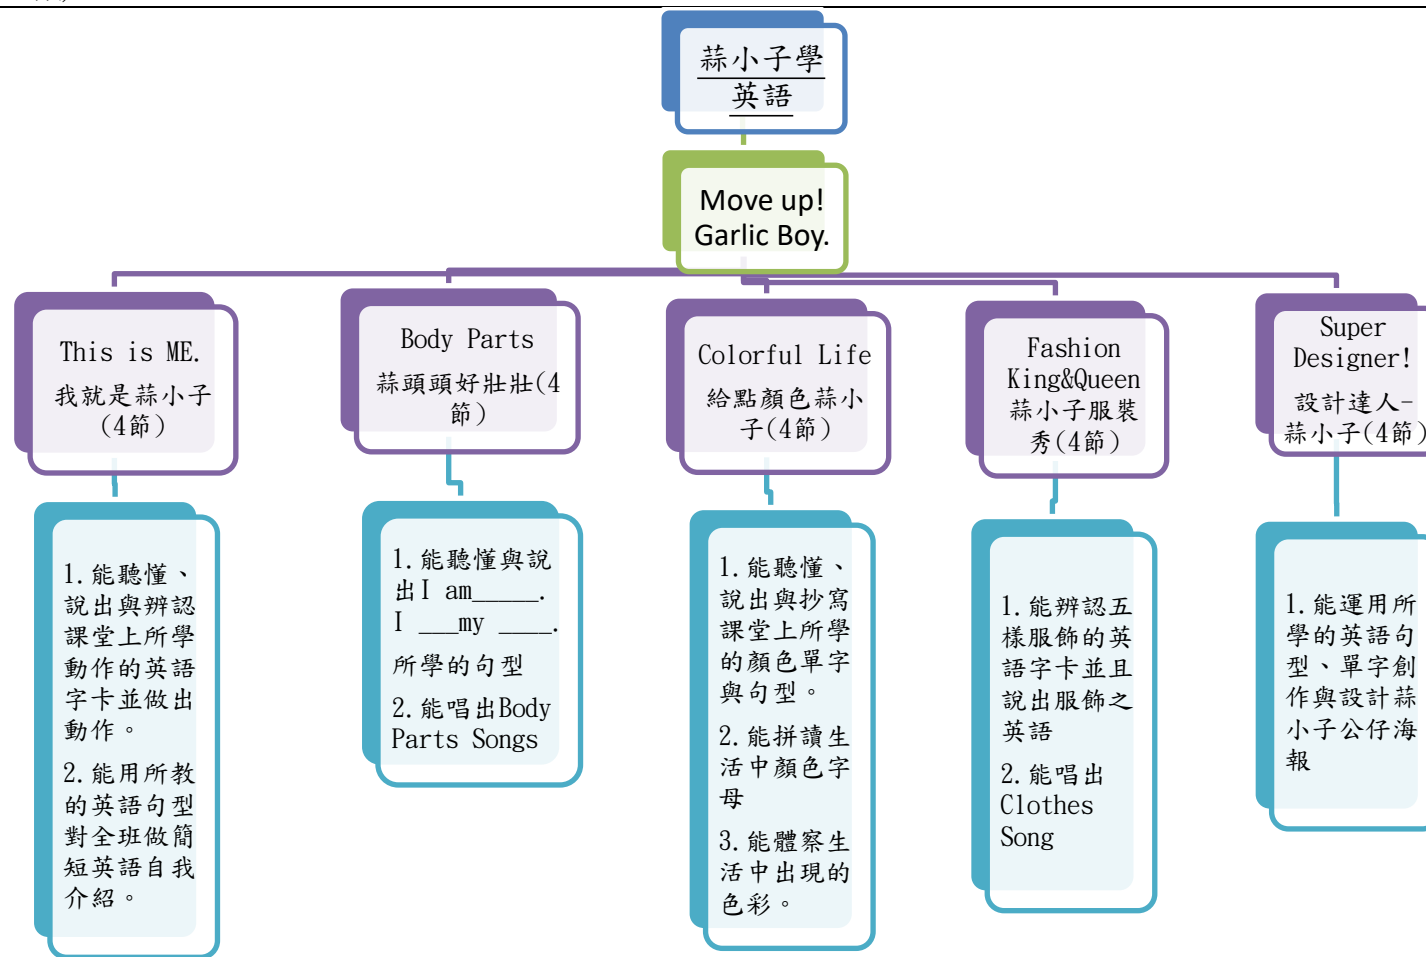 蒜小子學
英語
Move up!
Garlic Boy.
This is ME.
我就是蒜小子
(4節)
Body Parts
蒜頭頭好壯壯(4
節)
Colorful Life
給點顏色蒜小
子(4節)
Fashion
King&Queen
蒜小子服裝
秀(4節)
Super
Designer!
設計達人-
蒜小子(4節)
1.能聽懂、
說出與辨認
課堂上所學
動作的英語
字卡並做出
動作。
2.能用所教
的英語句型
對全班做簡
短英語自我
介紹。
1.能聽懂與說
出I am_____.
I ___my ____.
所學的句型
2.能唱出Body
Parts Songs
1.能聽懂、
說出與抄寫
課堂上所學
的顏色單字
與句型。
2.能拼讀生
活中顏色字
母
3.能體察生
活中出現的
色彩。
1.能辨認五
樣服飾的英
語字卡並且
說出服飾之
英語
2.能唱出
Clothes
Song
1.能運用所
學的英語句
型、單字創
作與設計蒜
小子公仔海
報